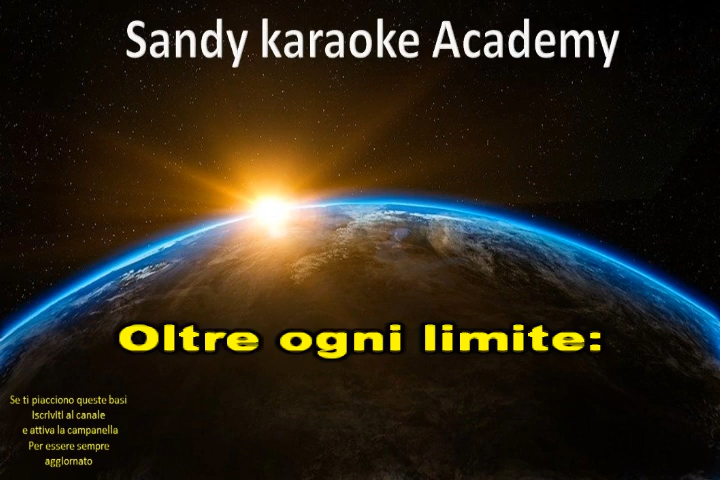 Sandy karaoke Academy
Oltre ogni limite:
Se ti piacciono queste basi
Iscriviti al canale
e attiva la campanella
Per essere sempre
aggiornato